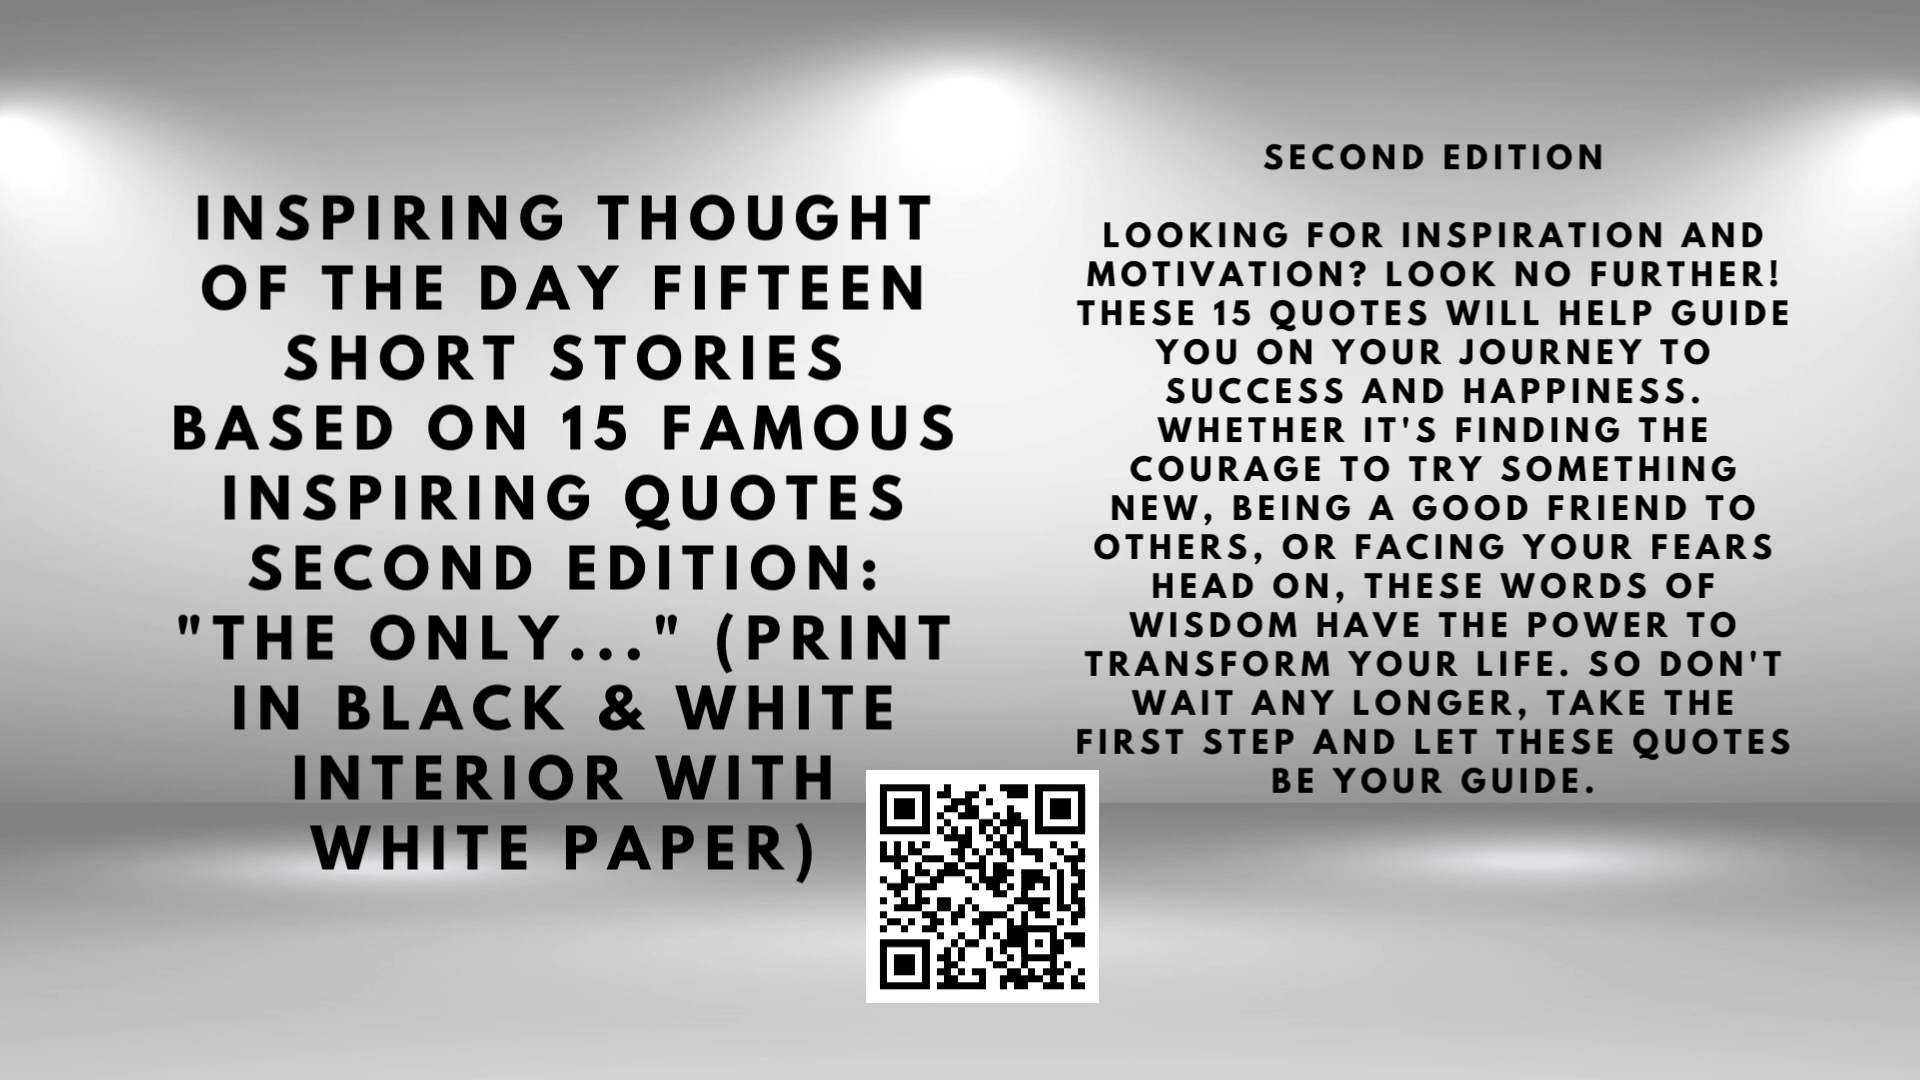 INSPIRING THOUGHT
OF THE DAY FIFTEEN
SHORT STORIES
BASED ON 15 FAMOUS
INSPIRING QUOTES
SECOND EDITION:
"THE ONLY..." (PRINT
IN BLACK & WHITE
INTERIOR WITH
WHITE PAPER)
SECOND EDITION
LOOKING FOR INSPIRATION AND
MOTIVATION? LOOK NO FURTHER!
THESE 15 QUOTES WILL HELP GUIDE
YOU ON YOUR JOURNEY TO
SUCCESS AND HAPPINESS.
WHETHER IT'S FINDING THE
COURAGE TO TRY SOMETHING
NEW, BEING A GOOD FRIEND TO
OTHERS, OR FACING YOUR FEARS
HEAD ON, THESE WORDS OF
WISDOM HAVE THE POWER TO
TRANSFORM YOUR LIFE. SO DON'T
WAIT ANY LONGER, TAKE THE
FIRST STEP AND LET THESE QUOTES
BE YOUR GUIDE.